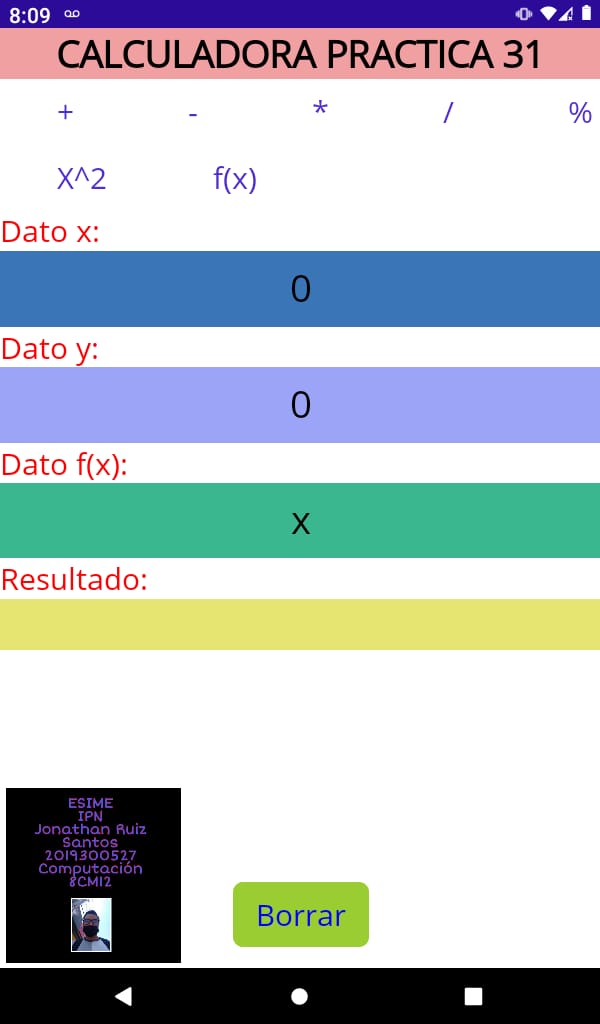 8:09
CALCULADORA PRACTICA 31
+ - * / %
X^2 f(x)
Dato x:
0
Dato y:
0
Dato f(x):
x
Resultado:
ESIME
IPN
Jonathan Ruiz
Santos
2019300527
Computación
8CM12
Borrar